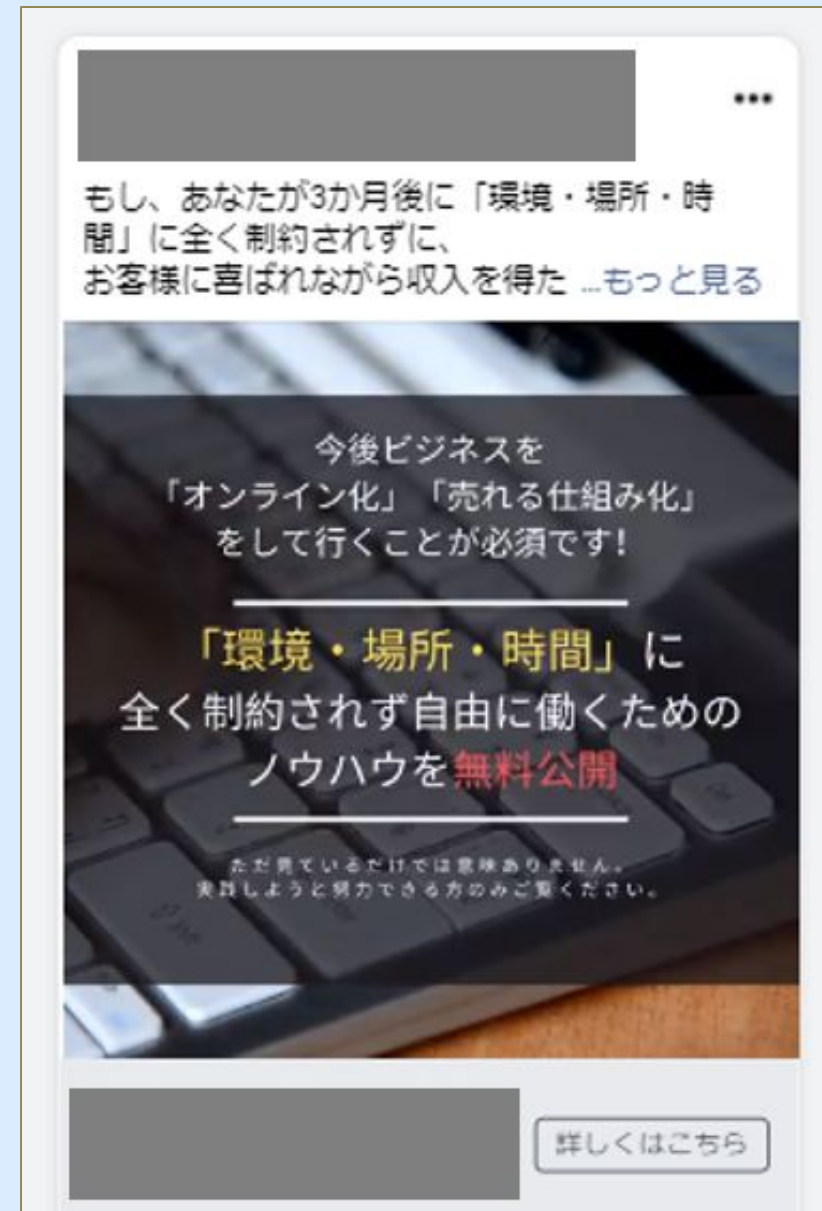 もし、あなたが3か月後に「環境・場所・時
間」に全く制約されずに、
お客様に喜ばれながら収入を得た ...もっと見る
今後ビジネスを
「オンライン化」「売れる仕組み化」
をして行くことが必須です!
「環境・場所・時間」に
全く制約されず自由に働くための
ノウハウを無料公開
ただ見ているだけでは意味ありません。
実践しようと努力できる方のみご覧ください。
詳しくはこちら